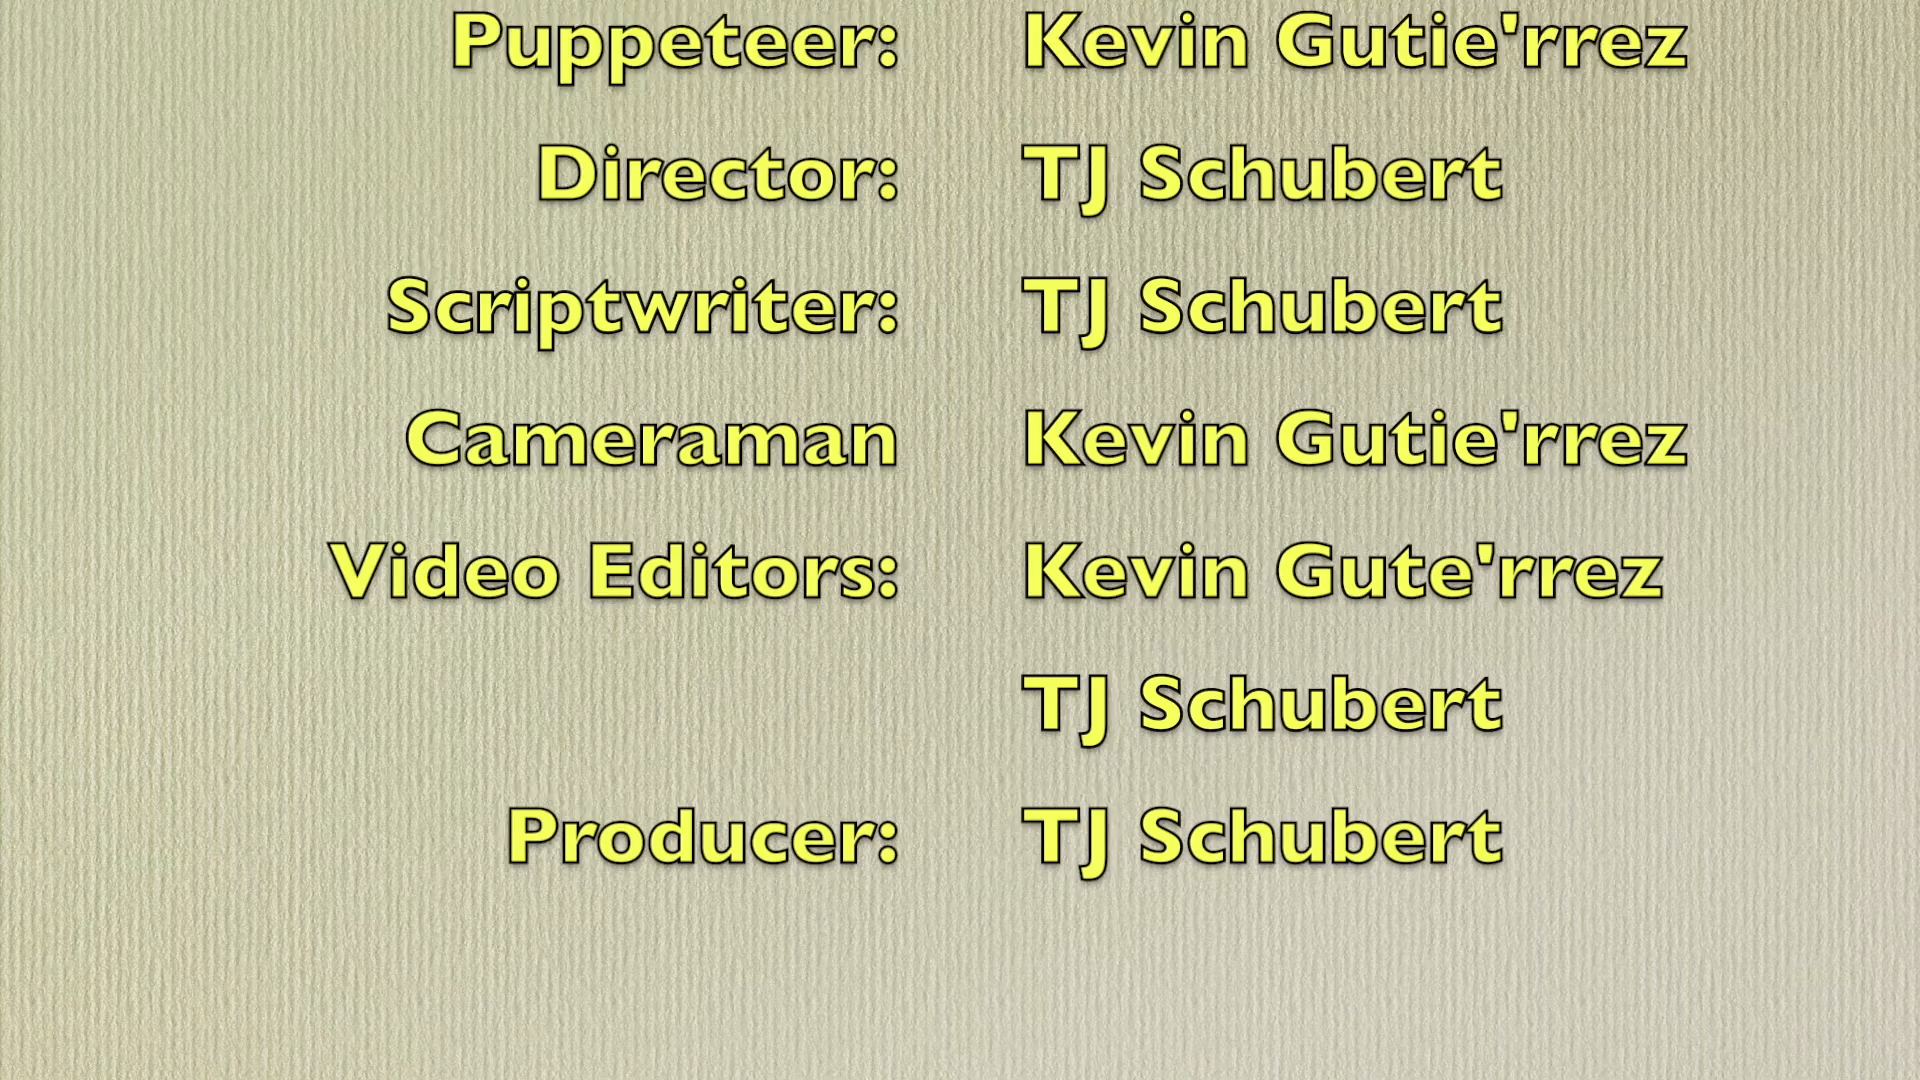 Puppeteer: Kevin Gutie'rrez
Director: TJ Schubert
Scriptwriter: TJ Schubert
Cameraman Kevin Gutie'rrez
Video Editors: Kevin Gute'rrez
TJ Schubert
Producer: TJ Schubert